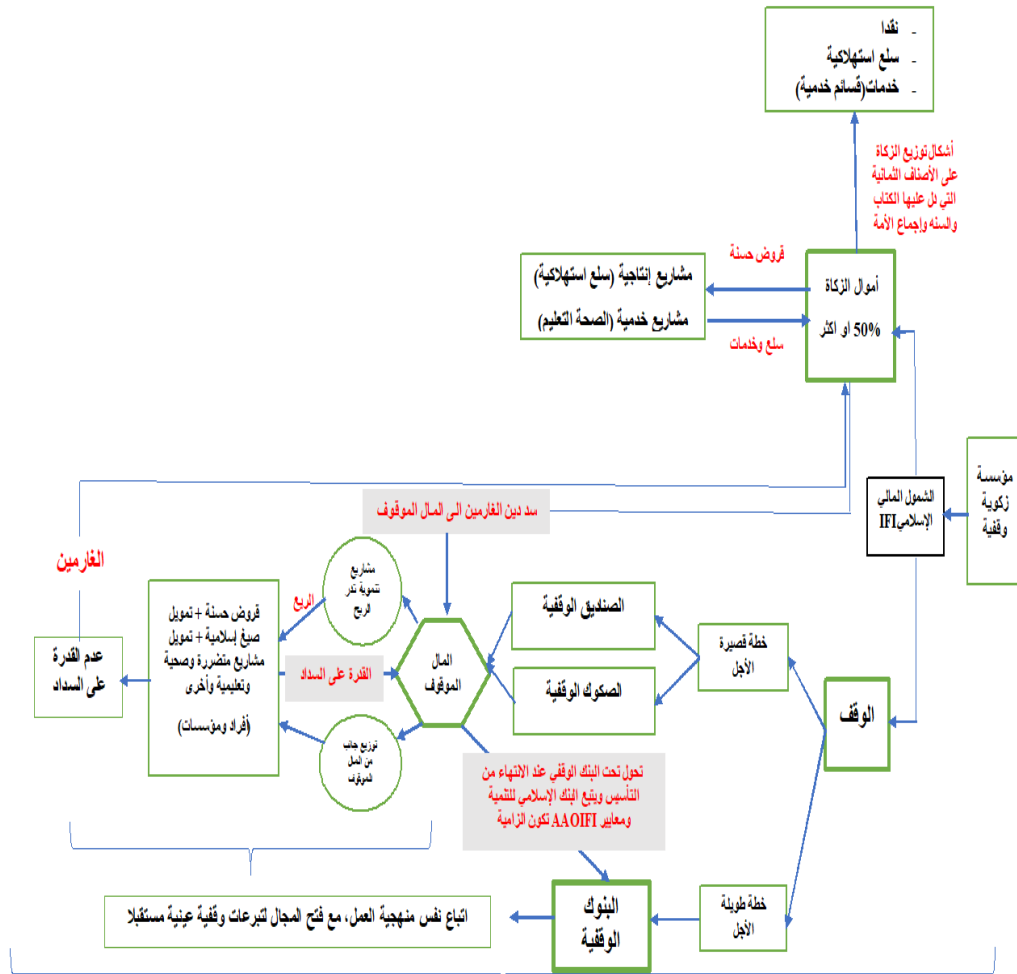 - نقدا
- سلع استهلاكية
- خدمات(قسائم خدمية)
أشكال توزيع الزكاة
على الأصناف الثمانية
التي دل عليها الكتاب
والسنه وإجماع الأمة
قروض حسنة
مشاريع إنتاجية (سلع استهلاكية)
مشاريع خدمية (الصحة التعليم)
سلع وخدمات
أموال الزكاة
50% او اكثر
مؤسسة
زكوية
وقفية
الشمول المالي
الإسلامي IFI
سد دين الغارمين الى المال الموقوف
الغارمين
الوقف
خطة قصيرة
الأجل
الصناديق الوقفية
الصكوك الوقفية
المال
الموقوف
مشاريع
تنموية تدر
الربح
الريع
القدرة على السداد
توزيع جانب
من المال
الموقوف
قروض حسنة + تمويل
صيغ إسلامية + تمويل
مشاريع متضررة وصحية
وتعليمية وأخرى
(أفراد ومؤسسات)
عدم القدرة
على السداد
تحول تحت البنك الوقفي عند الانتهاء من
التأسيس ويتبع البنك الإسلامي للتنمية
ومعايير AAOIFI تكون الزامية
خطة طويلة
الأجل
البنوك
الوقفية
اتباع نفس منهجية العمل، مع فتح المجال لتبرعات وقفية عينية مستقبلا